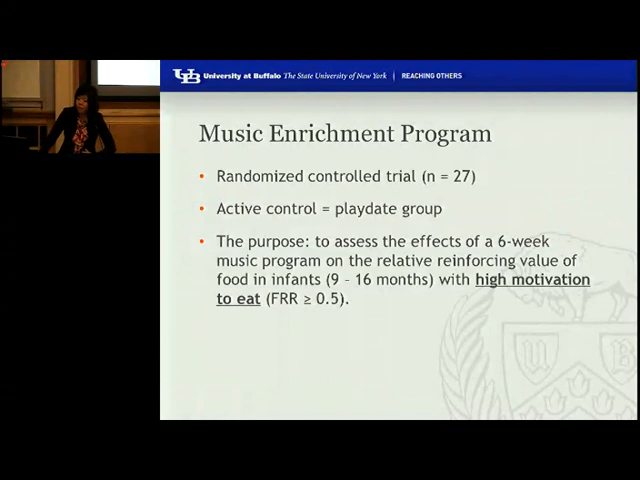 UB University at Buffalo The State University of New York | REACHING OTHERS
Music Enrichment Program
• Randomized controlled trial (n = 27)
• Active control = playdate group
• The purpose: to assess the effects of a 6-week
music program on the relative reinforcing value of
food in infants (9 – 16 months) with high motivation
to eat (FRR ≥ 0.5).
U B